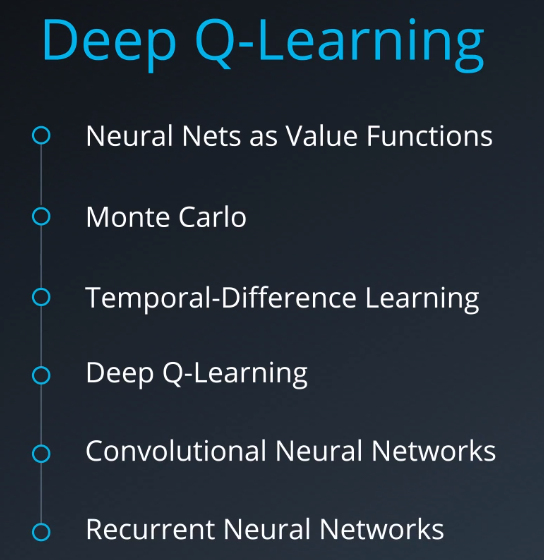 Deep Q-Learning
Neural Nets as Value Functions
Monte Carlo
Temporal-Difference Learning
Deep Q-Learning
Convolutional Neural Networks
Recurrent Neural Networks